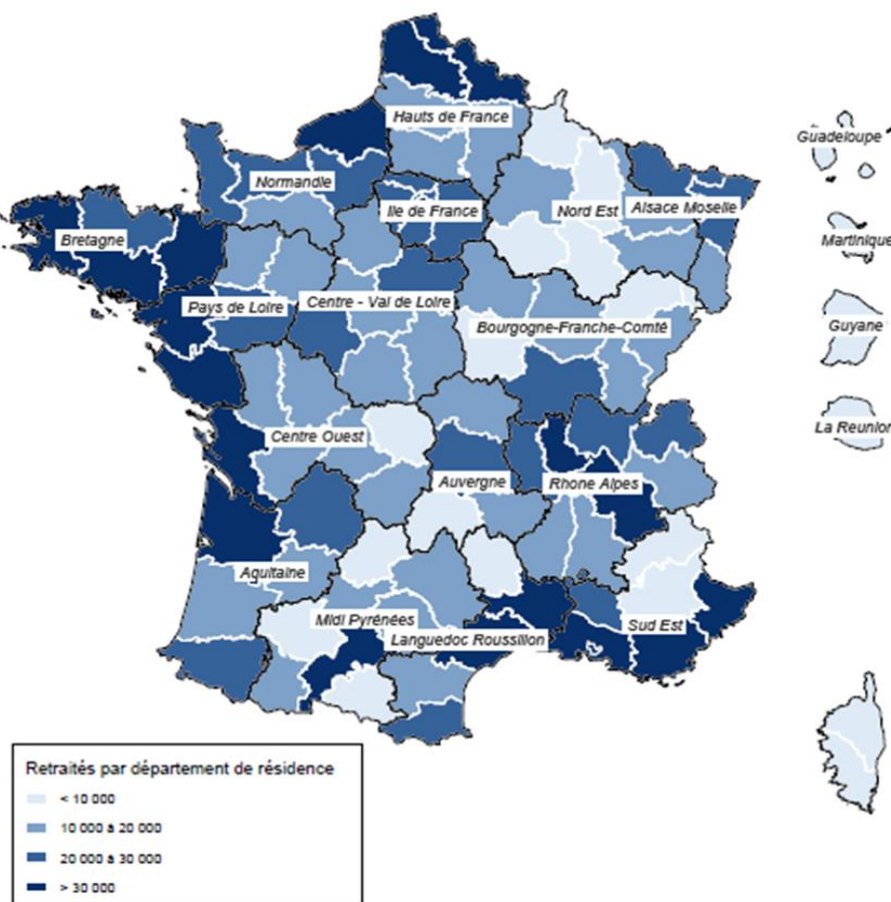 Hauts de France
Guadeloupe
Normandie
Ile de France
Nord Est
Alsace Moselle
Bretagne
Martinique
Pays de Loire
Centre - Val de Loire
Bourgogne-Franche-Comté
Guyane
Centre Ouest
La Reunion
Auvergne
Rhone Alpes
Aquitaine
Midi Pyrénées
Sud Est
Languedoc Roussillon
Retraités par département de résidence
< 10 000
10 000 à 20 000
20 000 à 30 000
> 30 000